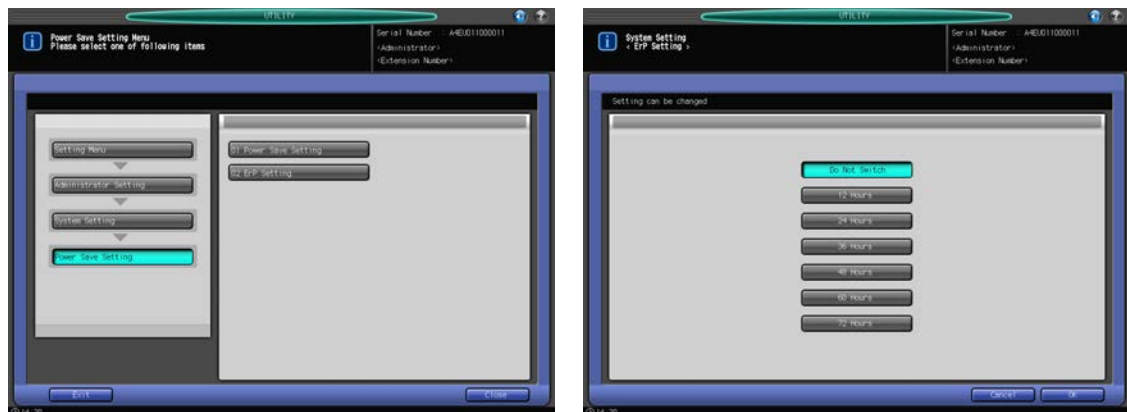 UTILITY
Power Save Setting Menu
Please select one of following items
Serial Number : A4EU011000011
<Administrator>
<Extension Number>
Setting Menu
Administrator Setting
System Setting
Power Save Setting
01 Power Save Setting
02 ErP Setting
Exit
Close
UTILITY
System Setting
< ErP Setting >
Serial Number : A4EU011000011
<Administrator>
<Extension Number>
Setting can be changed
Do Not Switch
12 Hours
24 Hours
36 Hours
48 Hours
60 Hours
72 Hours
Cancel
OK